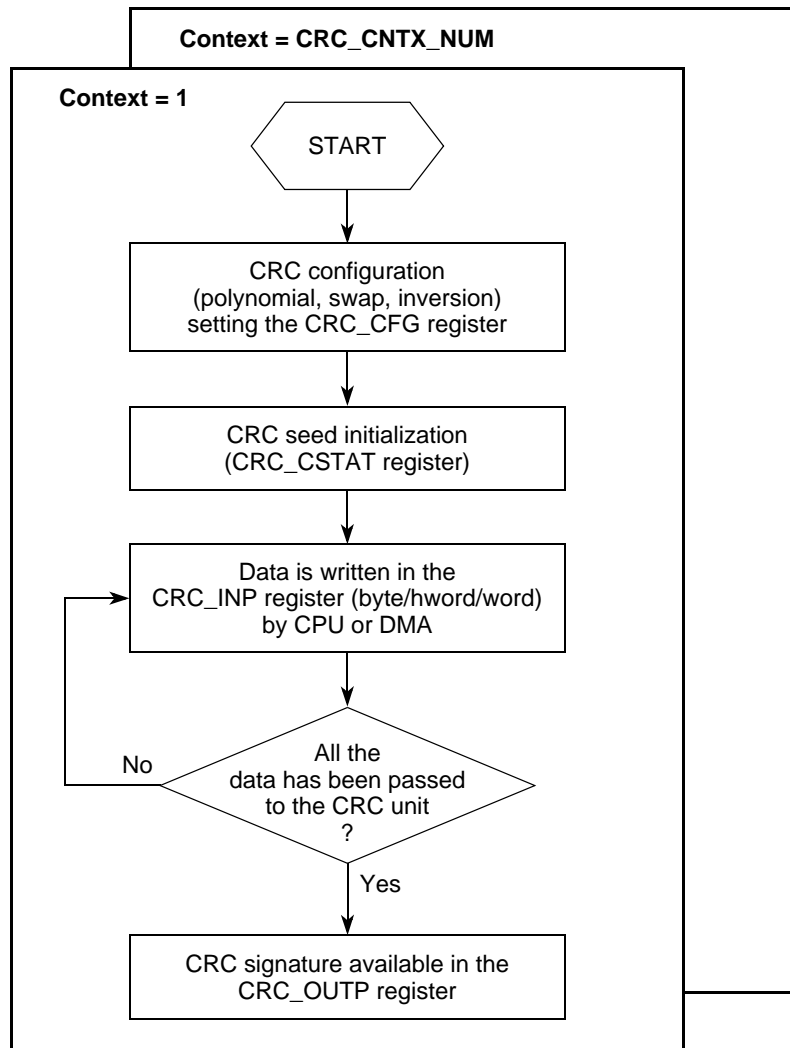 Context = CRC_CNTX_NUM
Context = 1
START
CRC configuration
(polynomial, swap, inversion)
setting the CRC_CFG register
CRC seed initialization
(CRC_CSTAT register)
Data is written in the
CRC_INP register (byte/hword/word)
by CPU or DMA
All the
data has been passed
to the CRC unit
?
No
Yes
CRC signature available in the
CRC_OUTP register